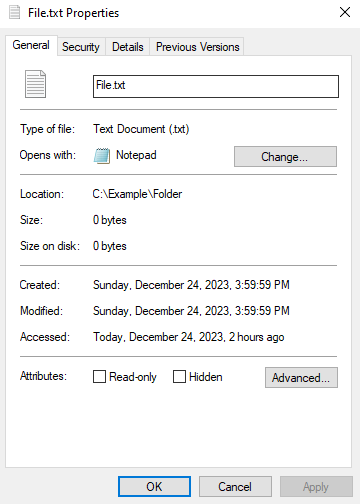 File.txt Properties
General Security Details Previous Versions
File.txt
Type of file: Text Document (.txt)
Opens with: Notepad Change...
Location: C:\Example\Folder
Size: 0 bytes
Size on disk: 0 bytes
Created: Sunday, December 24, 2023, 3:59:59 PM
Modified: Sunday, December 24, 2023, 3:59:59 PM
Accessed: Today, December 24, 2023, 2 hours ago
Attributes: Read-only Hidden Advanced...
OK Cancel Apply